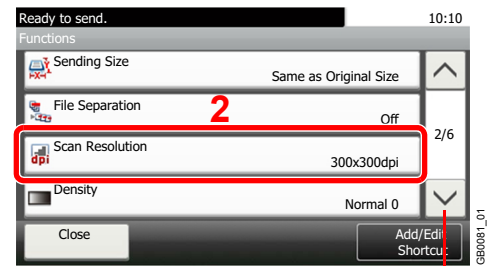 Ready to send. 10:10
Functions
Sending Size
Same as Original Size
File Separation
2
Off
2/6
dpi Scan Resolution
300x300dpi
Density
Normal 0
Close
Add/Edit
Shortcut
GB0081_01